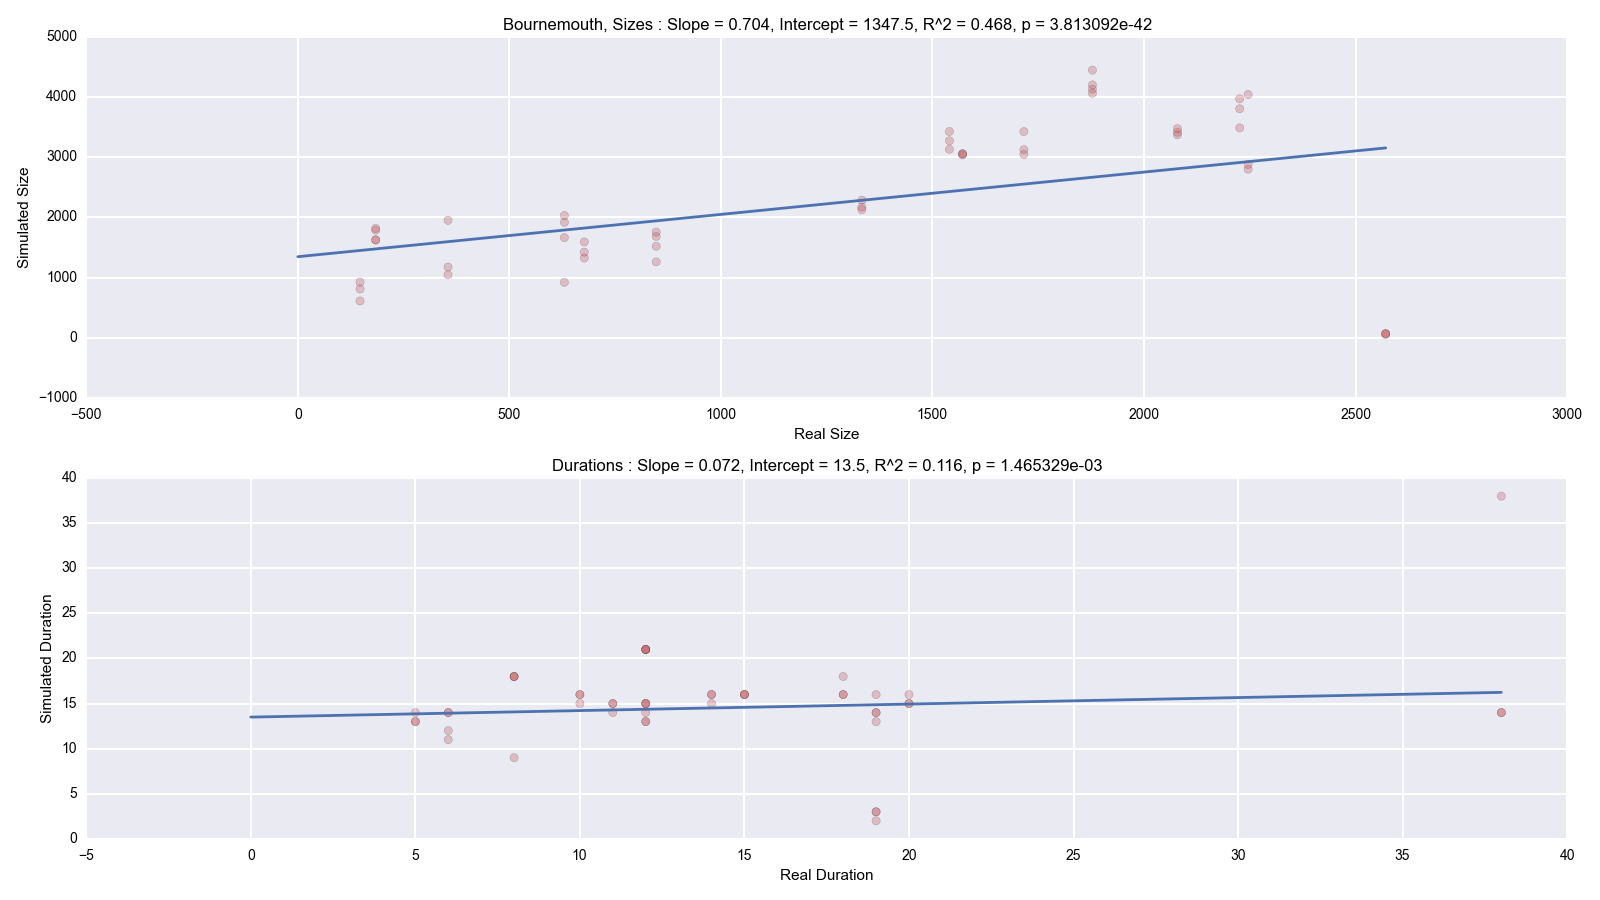 Bournemouth, Sizes : Slope = 0.704, Intercept = 1347.5, R^2 = 0.468, p = 3.813092e-42
5000
4000
3000
2000
1000
0
−1000
Simulated Size
−500 0 500 1000 1500 2000 2500 3000
Real Size
Durations : Slope = 0.072, Intercept = 13.5, R^2 = 0.116, p = 1.465329e-03
40
35
30
25
20
15
10
5
0
Simulated Duration
−5 0 5 10 15 20 25 30 35 40
Real Duration